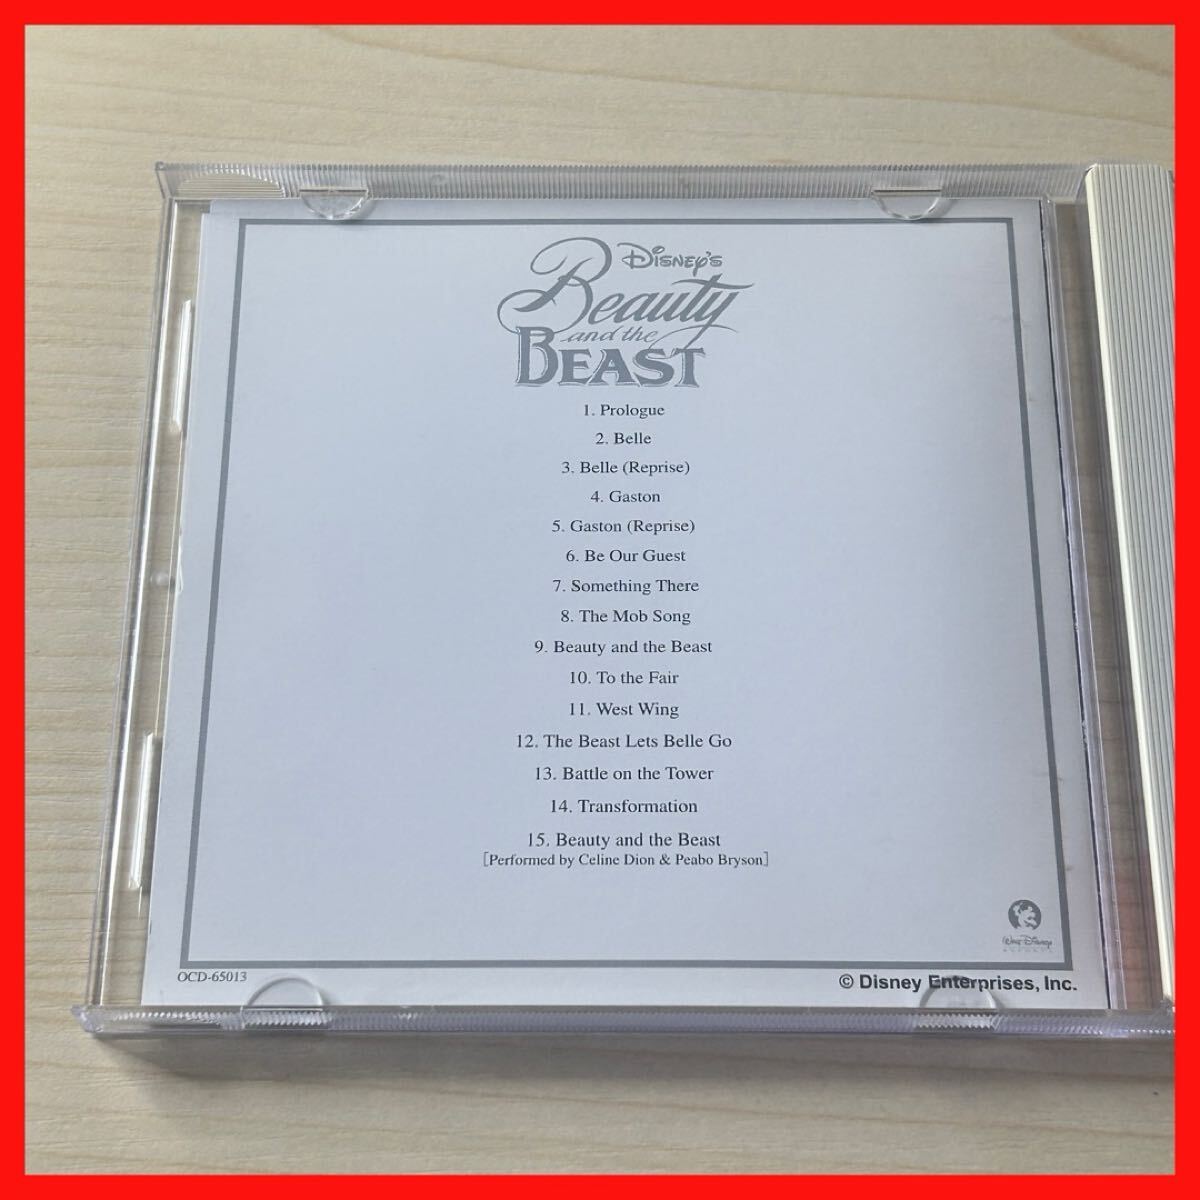 Disney's
Beauty
and the
BEAST
1. Prologue
2. Belle
3. Belle (Reprise)
4. Gaston
5. Gaston (Reprise)
6. Be Our Guest
7. Something There
8. The Mob Song
9. Beauty and the Beast
10. To the Fair
11. West Wing
12. The Beast Lets Belle Go
13. Battle on the Tower
14. Transformation
15. Beauty and the Beast
[Performed by Celine Dion & Peabo Bryson]
Walt Disney
RECORDS
OCD-65013
© Disney Enterprises, Inc.